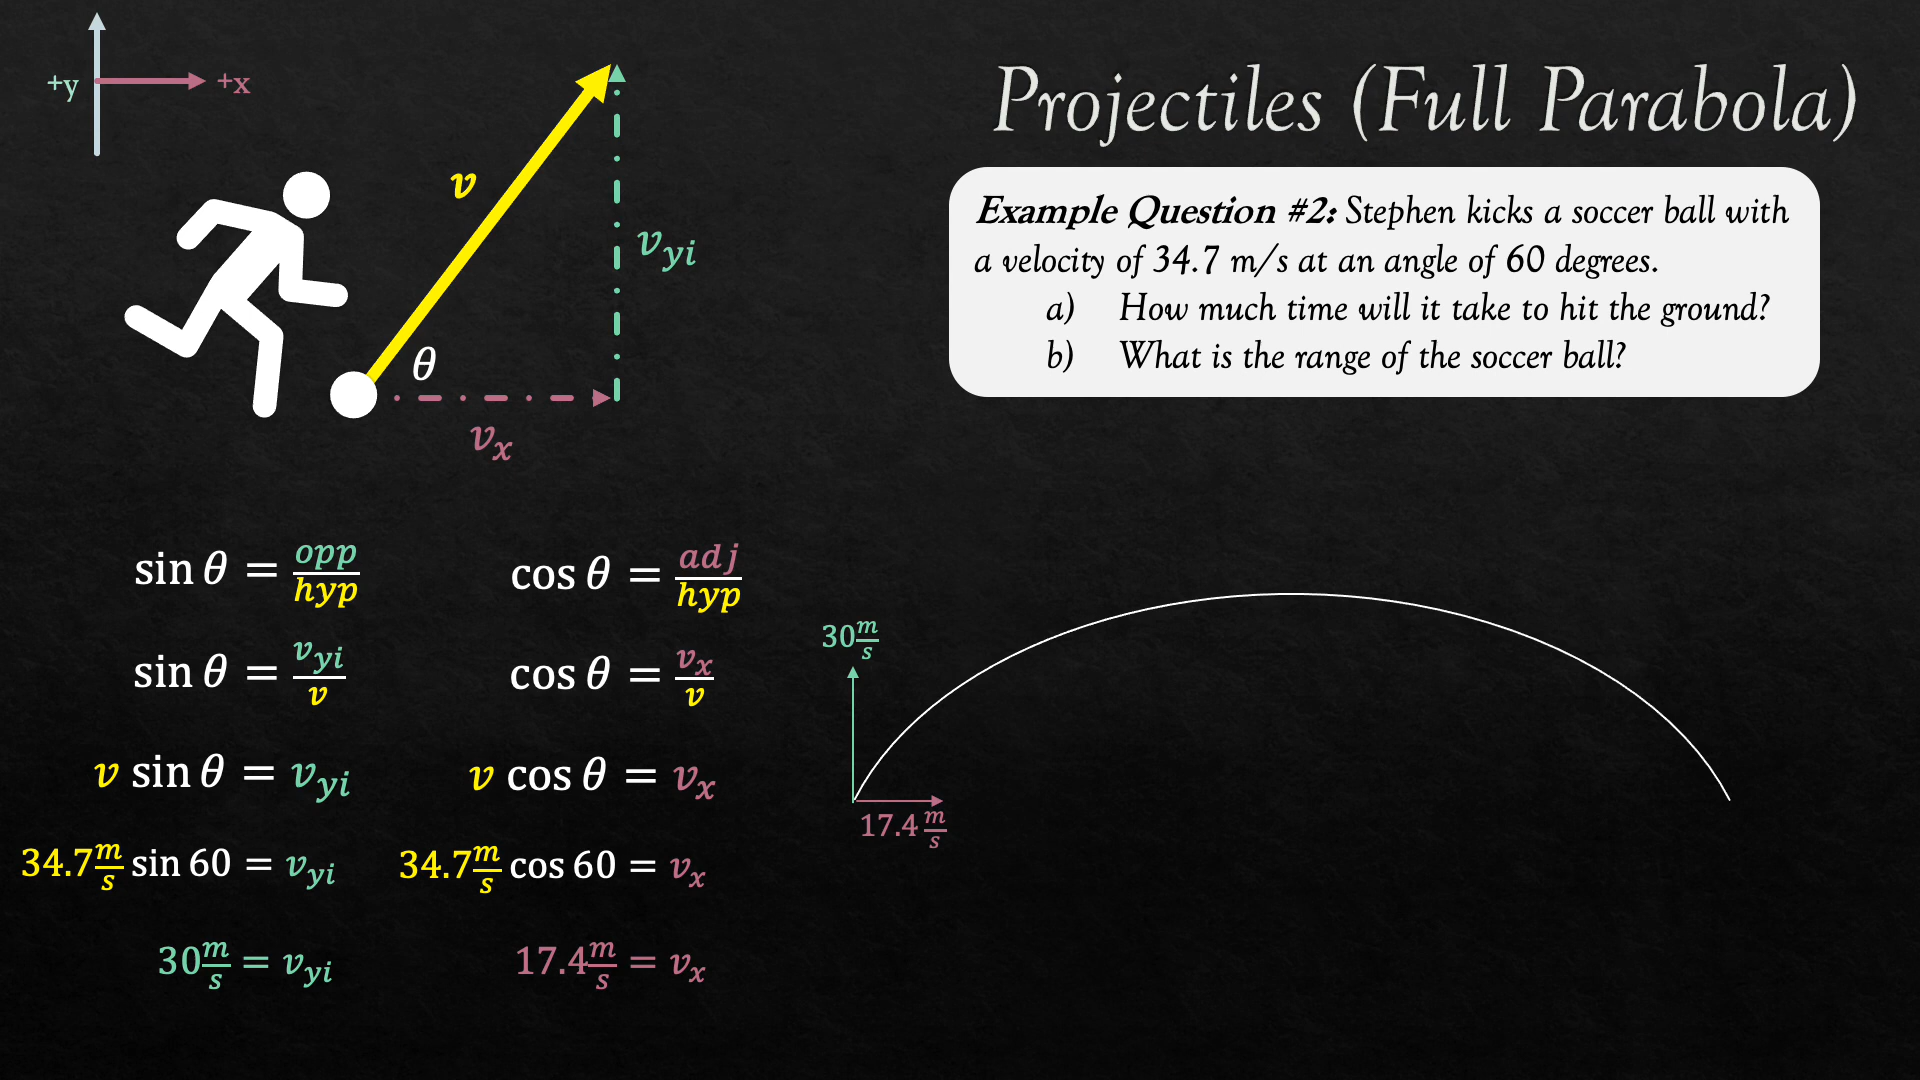 +y
+x
Projectiles (Full Parabola)
v
v_yi
θ
v_x
Example Question #2: Stephen kicks a soccer ball with
a velocity of 34.7 m/s at an angle of 60 degrees.
a) How much time will it take to hit the ground?
b) What is the range of the soccer ball?
sin θ = opp/hyp
cos θ = adj/hyp
sin θ = v_yi/v
cos θ = v_x/v
v sin θ = v_yi
v cos θ = v_x
34.7 m/s sin 60 = v_yi
34.7 m/s cos 60 = v_x
30 m/s = v_yi
17.4 m/s = v_x
30 m/s
17.4 m/s